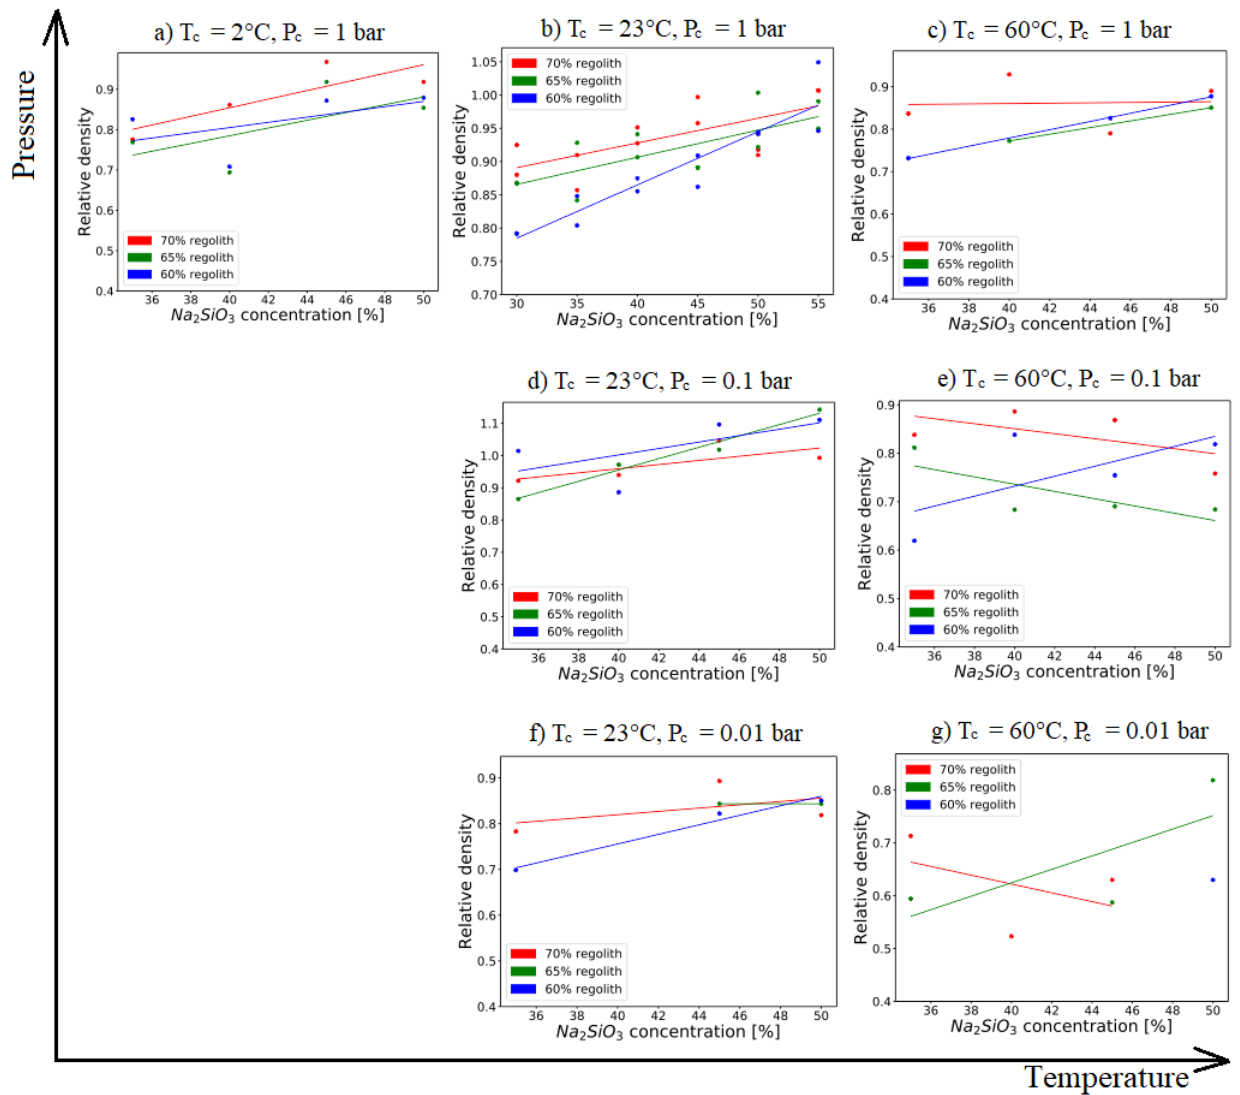 Pressure
a) Tc = 2°C, Pc = 1 bar
Relative density
0.9
0.8
0.7
0.6
0.5
0.4
70% regolith
65% regolith
60% regolith
36 38 40 42 44 46 48 50
Na2SiO3 concentration [%]
b) Tc = 23°C, Pc = 1 bar
Relative density
1.05
1.00
0.95
0.90
0.85
0.80
0.75
0.70
70% regolith
65% regolith
60% regolith
30 35 40 45 50 55
Na2SiO3 concentration [%]
c) Tc = 60°C, Pc = 1 bar
Relative density
0.9
0.8
0.7
0.6
0.5
0.4
70% regolith
65% regolith
60% regolith
36 38 40 42 44 46 48 50
Na2SiO3 concentration [%]
d) Tc = 23°C, Pc = 0.1 bar
Relative density
1.1
1.0
0.9
0.8
0.7
0.6
0.5
0.4
70% regolith
65% regolith
60% regolith
36 38 40 42 44 46 48 50
Na2SiO3 concentration [%]
e) Tc = 60°C, Pc = 0.1 bar
Relative density
0.9
0.8
0.7
0.6
0.5
0.4
70% regolith
65% regolith
60% regolith
36 38 40 42 44 46 48 50
Na2SiO3 concentration [%]
f) Tc = 23°C, Pc = 0.01 bar
Relative density
0.9
0.8
0.7
0.6
0.5
0.4
70% regolith
65% regolith
60% regolith
36 38 40 42 44 46 48 50
Na2SiO3 concentration [%]
g) Tc = 60°C, Pc = 0.01 bar
Relative density
0.8
0.7
0.6
0.5
0.4
70% regolith
65% regolith
60% regolith
36 38 40 42 44 46 48 50
Na2SiO3 concentration [%]
Temperature